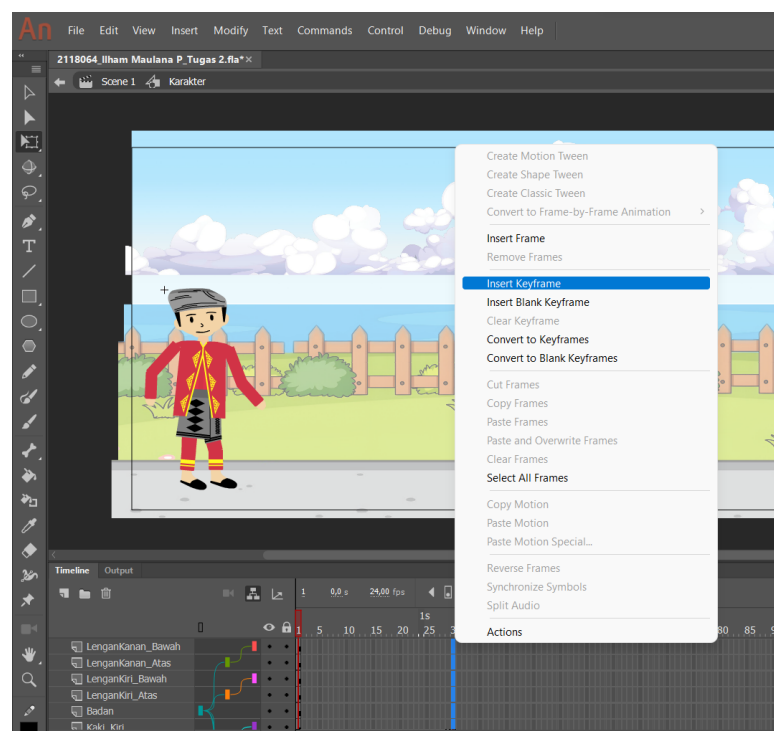 An File Edit View Insert Modify Text Commands Control Debug Window Help
2118064_Ilham Maulana P_Tugas 2.fla*×
Scene 1 Karakter
Create Motion Tween
Create Shape Tween
Create Classic Tween
Convert to Frame-by-Frame Animation
Insert Frame
Remove Frames
Insert Keyframe
Insert Blank Keyframe
Clear Keyframe
Convert to Keyframes
Convert to Blank Keyframes
Cut Frames
Copy Frames
Paste Frames
Paste and Overwrite Frames
Clear Frames
Select All Frames
Copy Motion
Paste Motion
Paste Motion Special...
Reverse Frames
Synchronize Symbols
Split Audio
Actions
Timeline Output
1 0,0 s 24,00 fps
1s
1 5 10 15 20 25 80 85
LenganKanan_Bawah
LenganKanan_Atas
LenganKiri_Bawah
LenganKiri_Atas
Badan
Kaki_Kiri